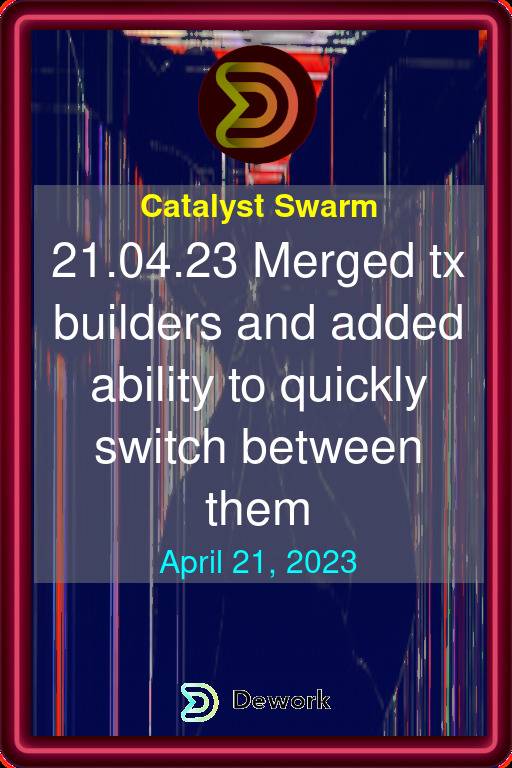 Catalyst Swarm
21.04.23 Merged tx
builders and added
ability to quickly
switch between
them
April 21, 2023
Dework